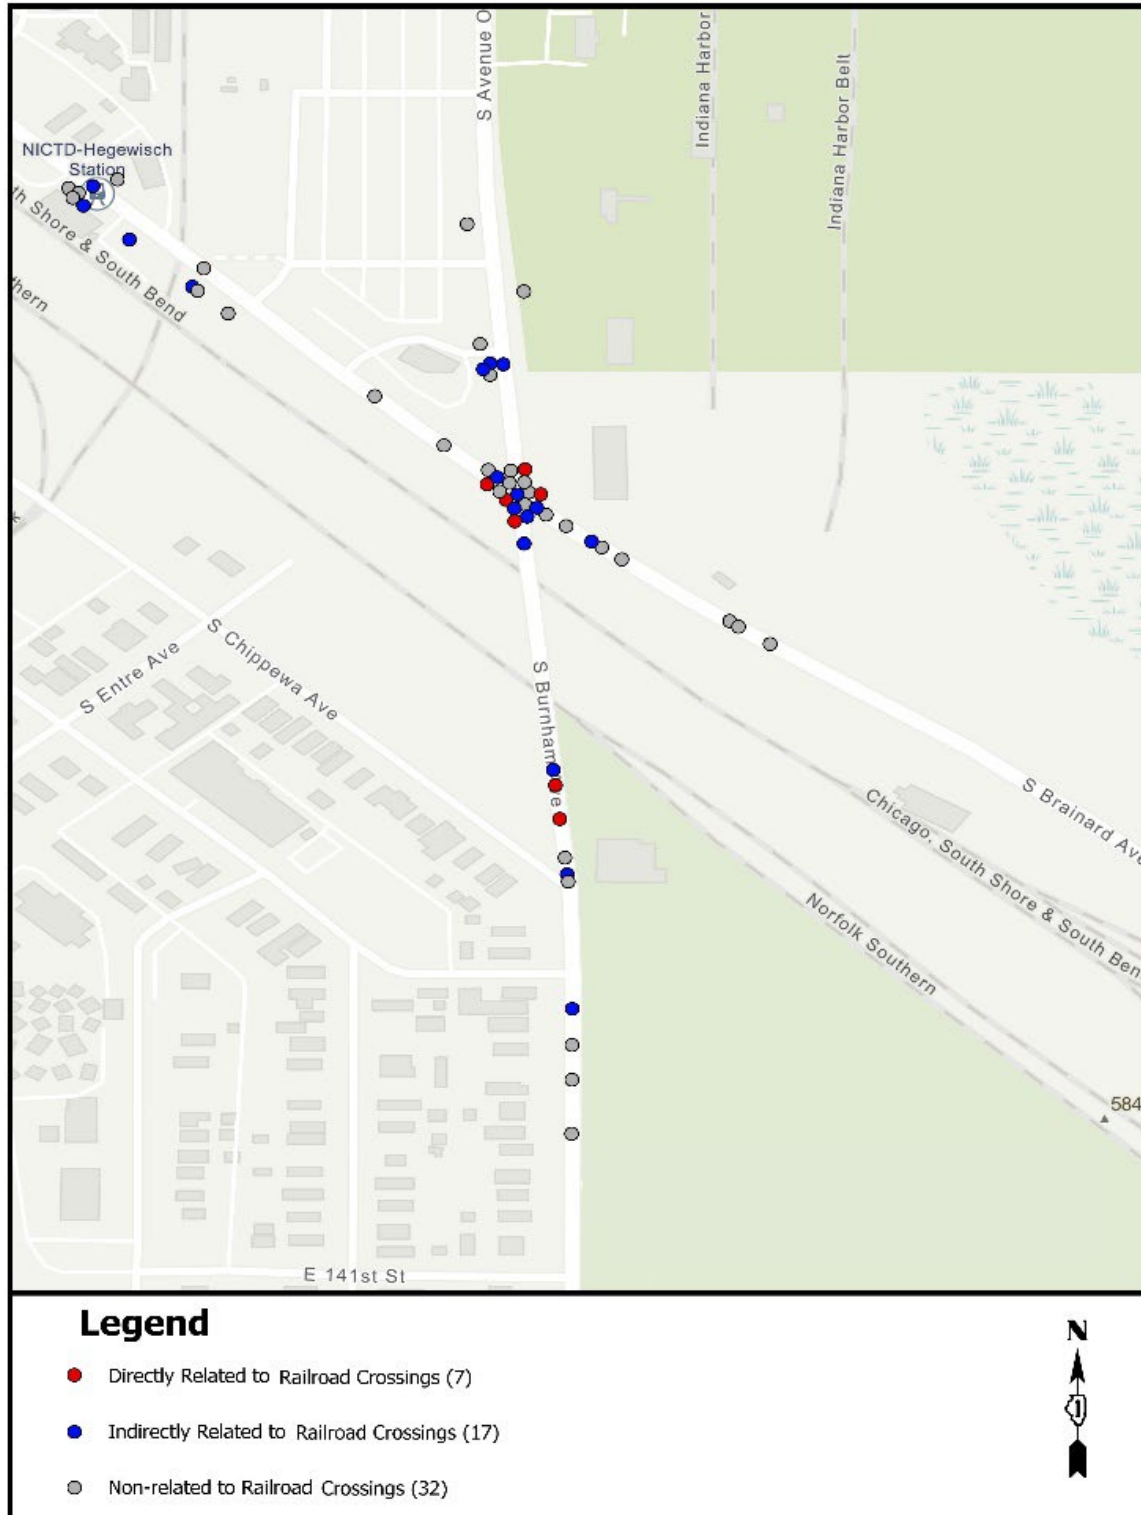 S Avenue O
Indiana Harbor
Indiana Harbor Belt
NICTD-Hegewisch
Station
th Shore & South Bend
thern
S Chippewa Ave
S Entre Ave
S Burnham
e
S Brainard Ave
Chicago, South Shore & South Ben
Norfolk Southern
584
E 141st St
Legend
N
Directly Related to Railroad Crossings (7)
Indirectly Related to Railroad Crossings (17)
Non-related to Railroad Crossings (32)